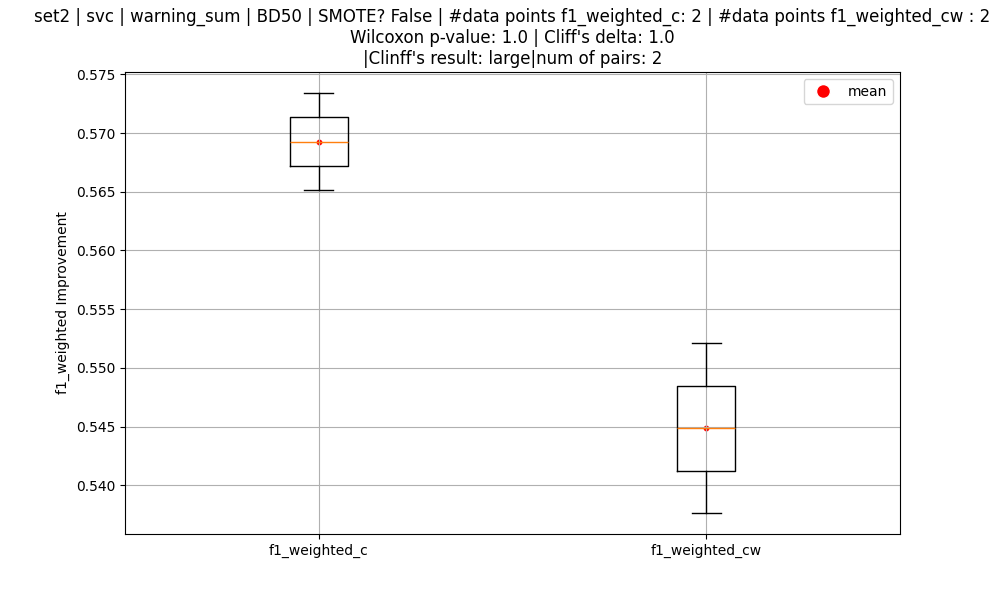 set2 | svc | warning_sum | BD50 | SMOTE? False | #data points f1_weighted_c: 2 | #data points f1_weighted_cw : 2
Wilcoxon p-value: 1.0 | Cliff's delta: 1.0
|Clinff's result: large|num of pairs: 2
mean
f1_weighted Improvement
0.575
0.570
0.565
0.560
0.555
0.550
0.545
0.540
f1_weighted_c
f1_weighted_cw